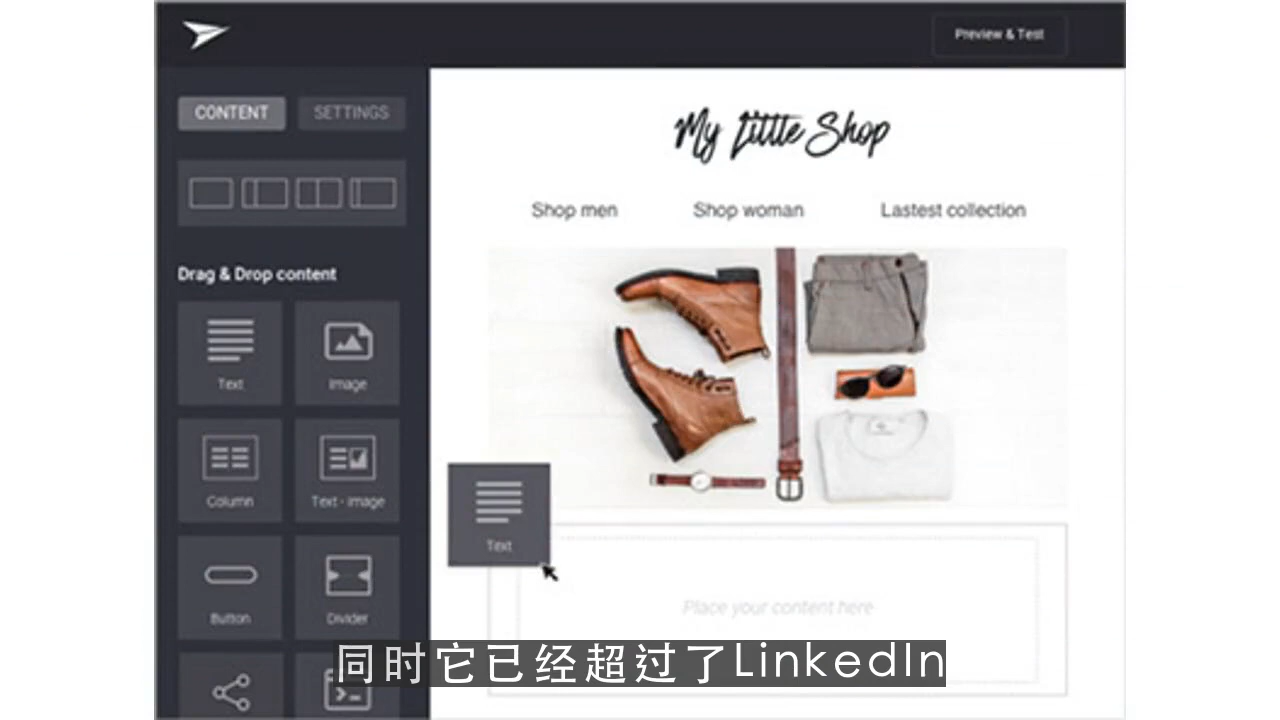 Preview & Test
CONTENT
SETTINGS
My Little Shop
Shop men
Shop woman
Lastest collection
Drag & Drop content
Text
Image
Column
Text - image
Text
Button
Divider
Place your content here
同时它已经超过了LinkedIn